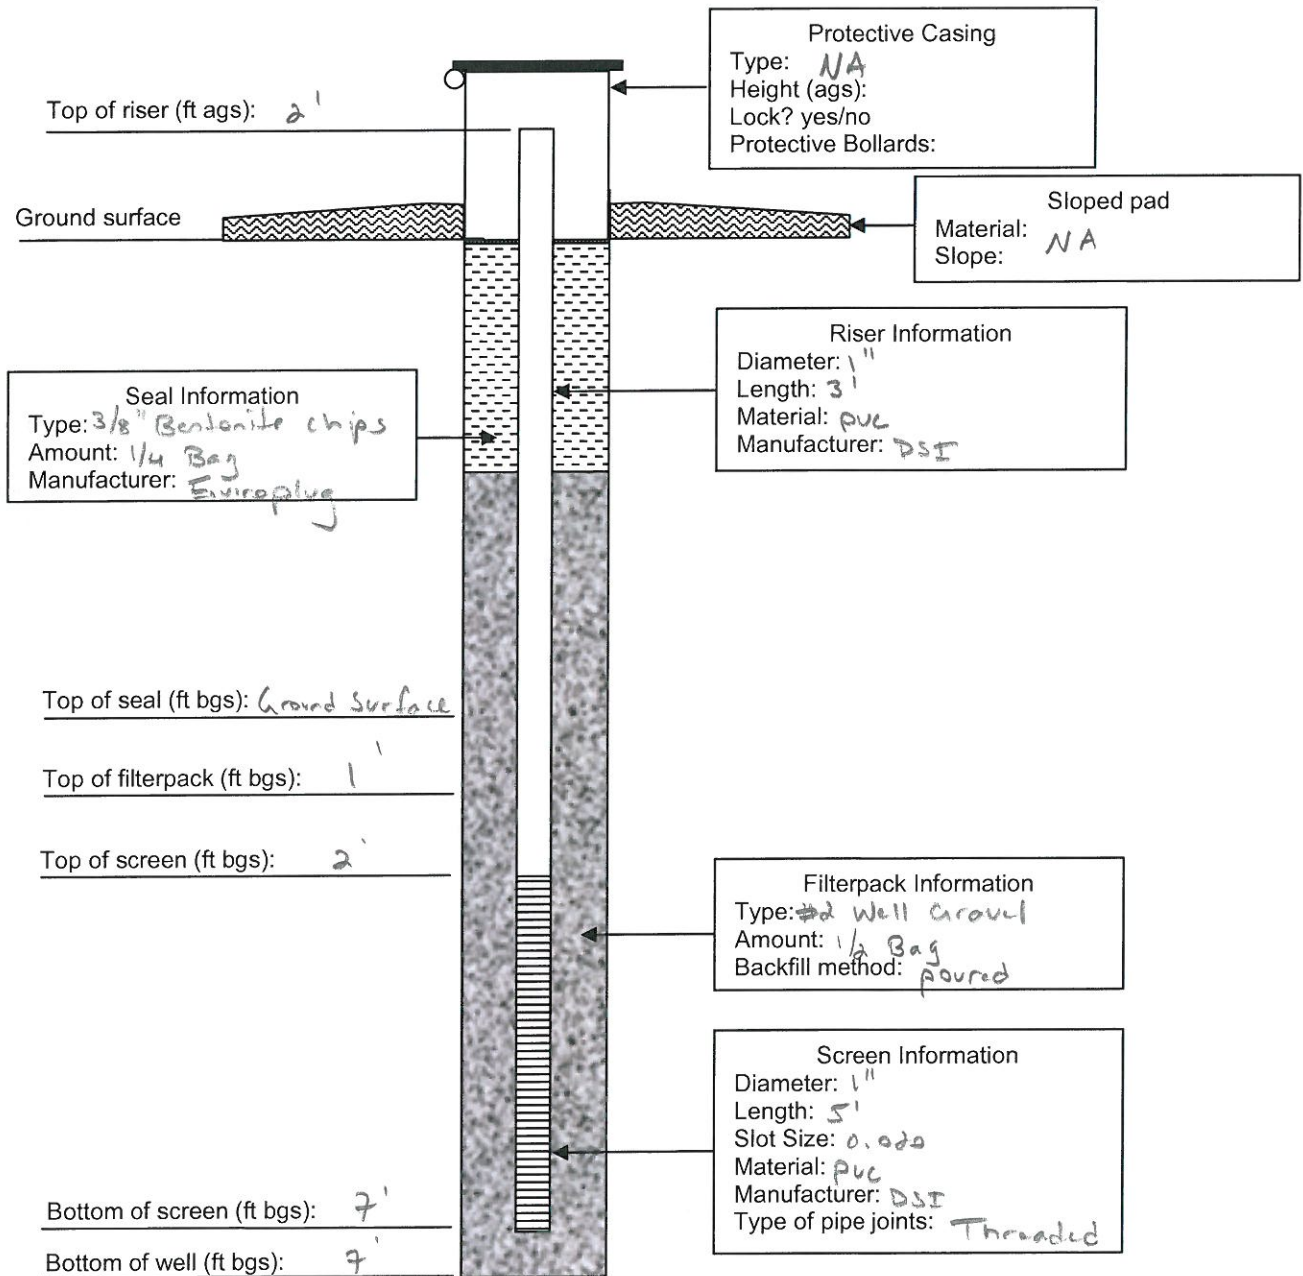 Protective Casing
Type: NA
Height (ags):
Lock? yes/no
Protective Bollards:
Top of riser (ft ags): 2'
Sloped pad
Material: NA
Slope:
Ground surface
Riser Information
Diameter: 1"
Length: 3'
Material: PVC
Manufacturer: DSI
Seal Information
Type: 3/8" Bentonite chips
Amount: 1/4 Bag
Manufacturer: Enviroplug
Top of seal (ft bgs): Ground Surface
Top of filterpack (ft bgs): 1'
Top of screen (ft bgs): 2'
Filterpack Information
Type: #2 Well Gravel
Amount: 1/2 Bag
Backfill method: poured
Screen Information
Diameter: 1"
Length: 5'
Slot Size: 0.020
Material: PVC
Manufacturer: DSI
Type of pipe joints: Threaded
Bottom of screen (ft bgs): 7'
Bottom of well (ft bgs): 7'